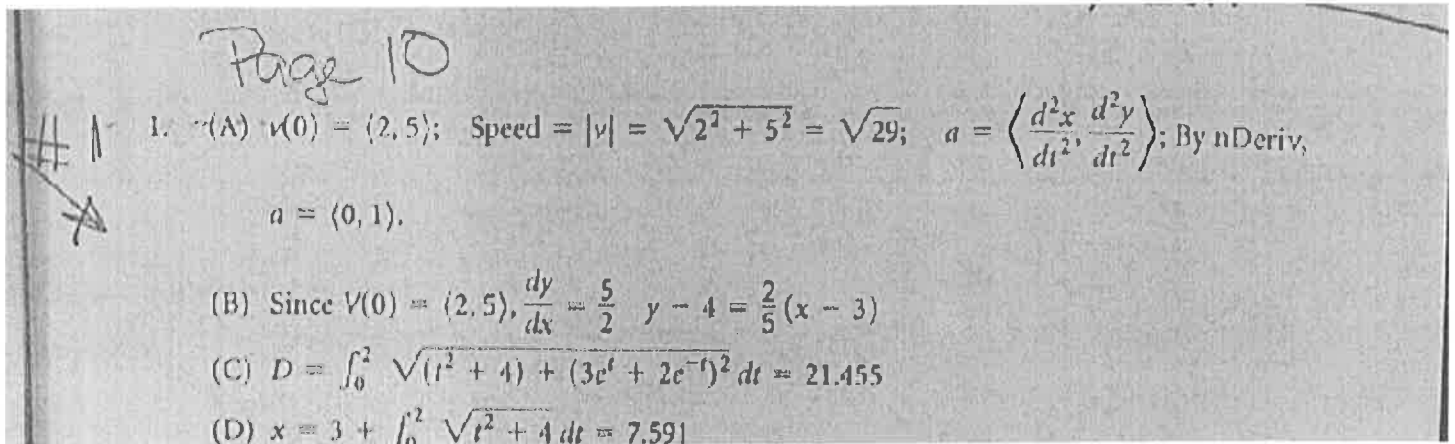 Page 10
#1 1. (A) v(0) = ⟨2, 5⟩; Speed = |v| = √(2² + 5²) = √29; a = ⟨d²x/dt², d²y/dt²⟩; By nDeriv,
a = ⟨0, 1⟩.
(B) Since V(0) = ⟨2, 5⟩, dy/dx = 5/2 y − 4 = 2/5 (x − 3)
(C) D = ∫₀² √((t² + 4) + (3eᵗ + 2e⁻ᵗ)²) dt = 21.455
(D) x = 3 + ∫₀² √(t² + 4) dt = 7.591